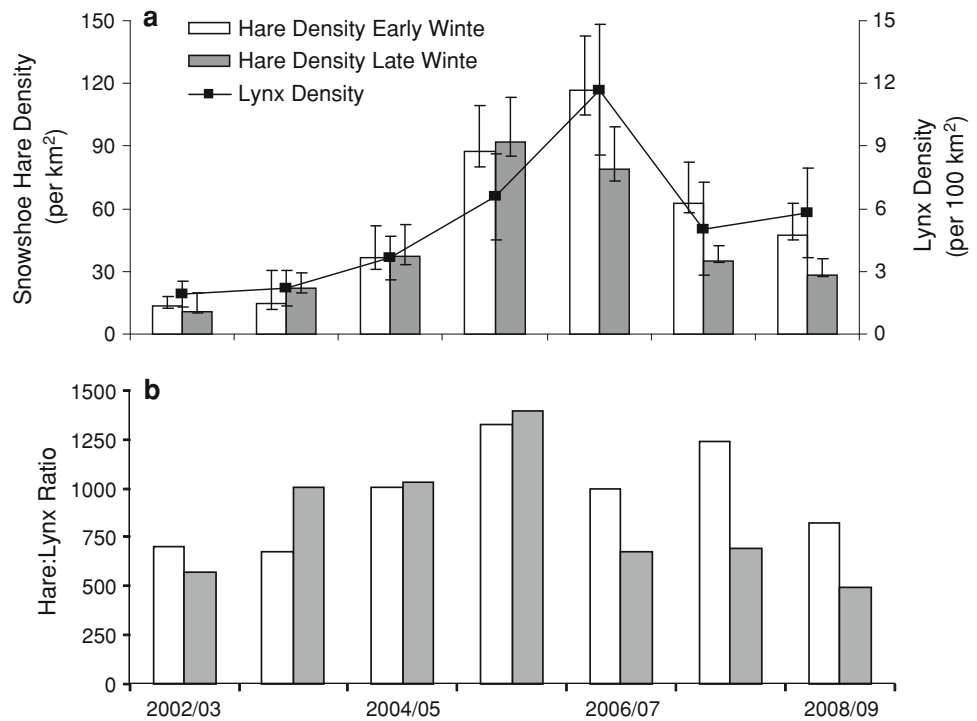 a
Hare Density Early Winte
Hare Density Late Winte
Lynx Density
150
120
90
60
30
0
Snowshoe Hare Density
(per km²)
15
12
9
6
3
0
Lynx Density
(per 100 km²)
b
1500
1250
1000
750
500
250
0
Hare:Lynx Ratio
2002/03
2004/05
2006/07
2008/09